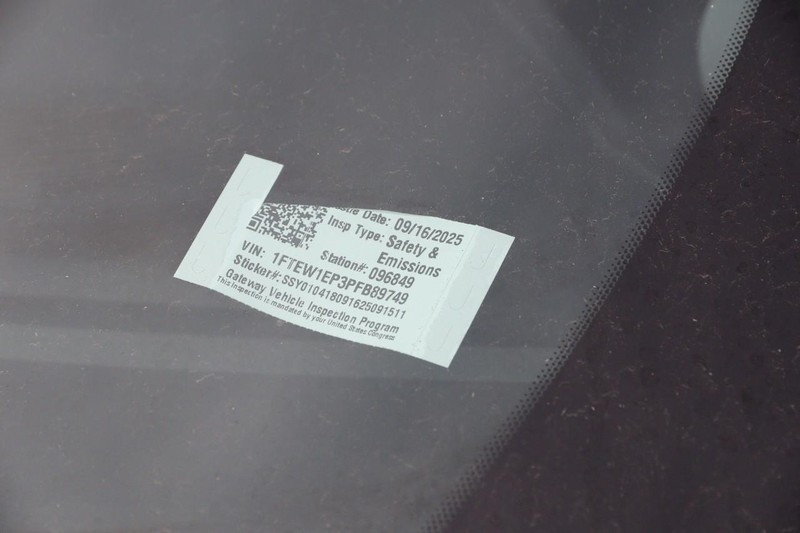 Date: 09/16/2025
Insp Type: Safety &
Emissions
Station#: 096849
VIN: 1FTEW1EP3PFB89749
Sticker#: SSY010418091625091511
Gateway Vehicle Inspection Program
This Inspection is mandated by your United States Congress